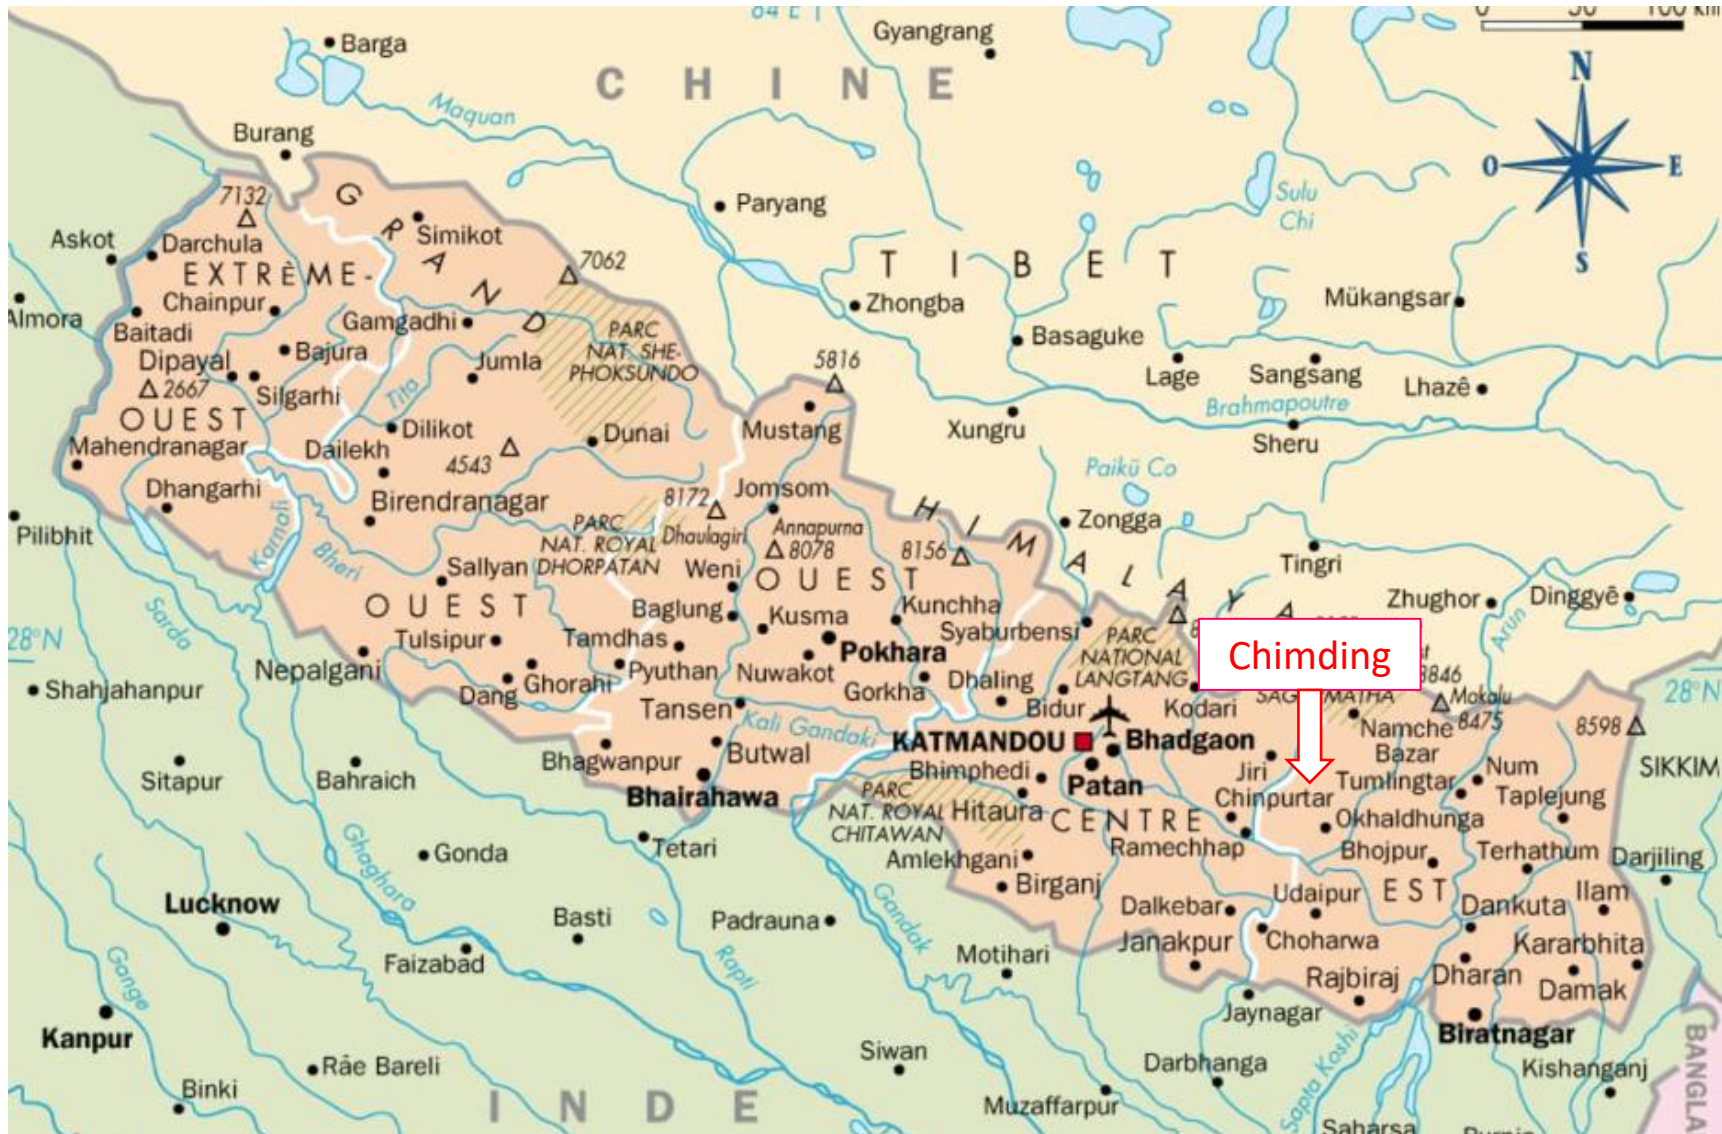 64°E
0 50 100 km
Gyangrang
Barga
C H I N E
Maquan
N
Burang
O
E
S
7132
G R A N D
Paryang
Sulu
Chi
Askot
Darchula
Simikot
EXTRÈME-
7062
T I B E T
Chainpur
Almora
Baitadi
Gamgadhi
Zhongba
Mükangsar
PARC
NAT. SHE-
PHOKSUNDO
Basaguke
Dipayal
Bajura
Jumla
5816
2667
Silgarhi
Tita
Lage
Sangsang
Lhazê
OUEST
Brahmapoutre
Mahendranagar
Dailekh
Dilikot
Dunai
Mustang
Xungru
Sheru
4543
Dhangarhi
Birendranagar
8172
Jomsom
Paikü Co
H I M A L A Y A
Pilibhit
Karnali
Bheri
PARC
NAT. ROYAL
DHORPATAN
Dhaulagiri
Annapurna
8078
8156
Zongga
Tingri
Sallyan
Weni
OUEST
OUEST
Baglung
Kusma
Kunchha
Syaburbensi
Zhughor
Dinggyê
Arun
Sarda
28°N
Tulsipur
Tamdhas
Pokhara
PARC
NATIONAL
LANGTANG
Chimding
8846
Makalu
8475
28°N
Nepalganj
Dang
Ghorahi
Pyuthan
Nuwakot
Gorkha
Dhaling
Shahjahanpur
Tansen
Kali Gandaki
Bidur
Kodari
Namche
Bazar
8598
KATMANDOU
Bhadgaon
Bhagwanpur
Butwal
Bhimphedi
Patan
Jiri
Tumlingtar
Num
SIKKIM
Sitapur
Bahraich
Bhairahawa
PARC
NAT. ROYAL
CHITAWAN
Hitaura
CENTRE
Chinpurtar
Taplejung
Okhaldhunga
Ghaghara
Gonda
Tetari
Amlekhganj
Ramechhap
Bhojpur
Terhathum
Darjiling
Lucknow
Basti
Padrauna
Gandak
Birganj
Dalkebar
Udaipur
EST
Dankuta
Ilam
Faizabad
Rapti
Motihari
Janakpur
Choharwa
Kararbhita
Gange
Rajbiraj
Dharan
Damak
Kanpur
Jaynagar
Biratnagar
Râe Bareli
Siwan
Darbhanga
Sapta Koshi
Kishanganj
BANGLA
Binki
I N D E
Muzaffarpur
Saharsa